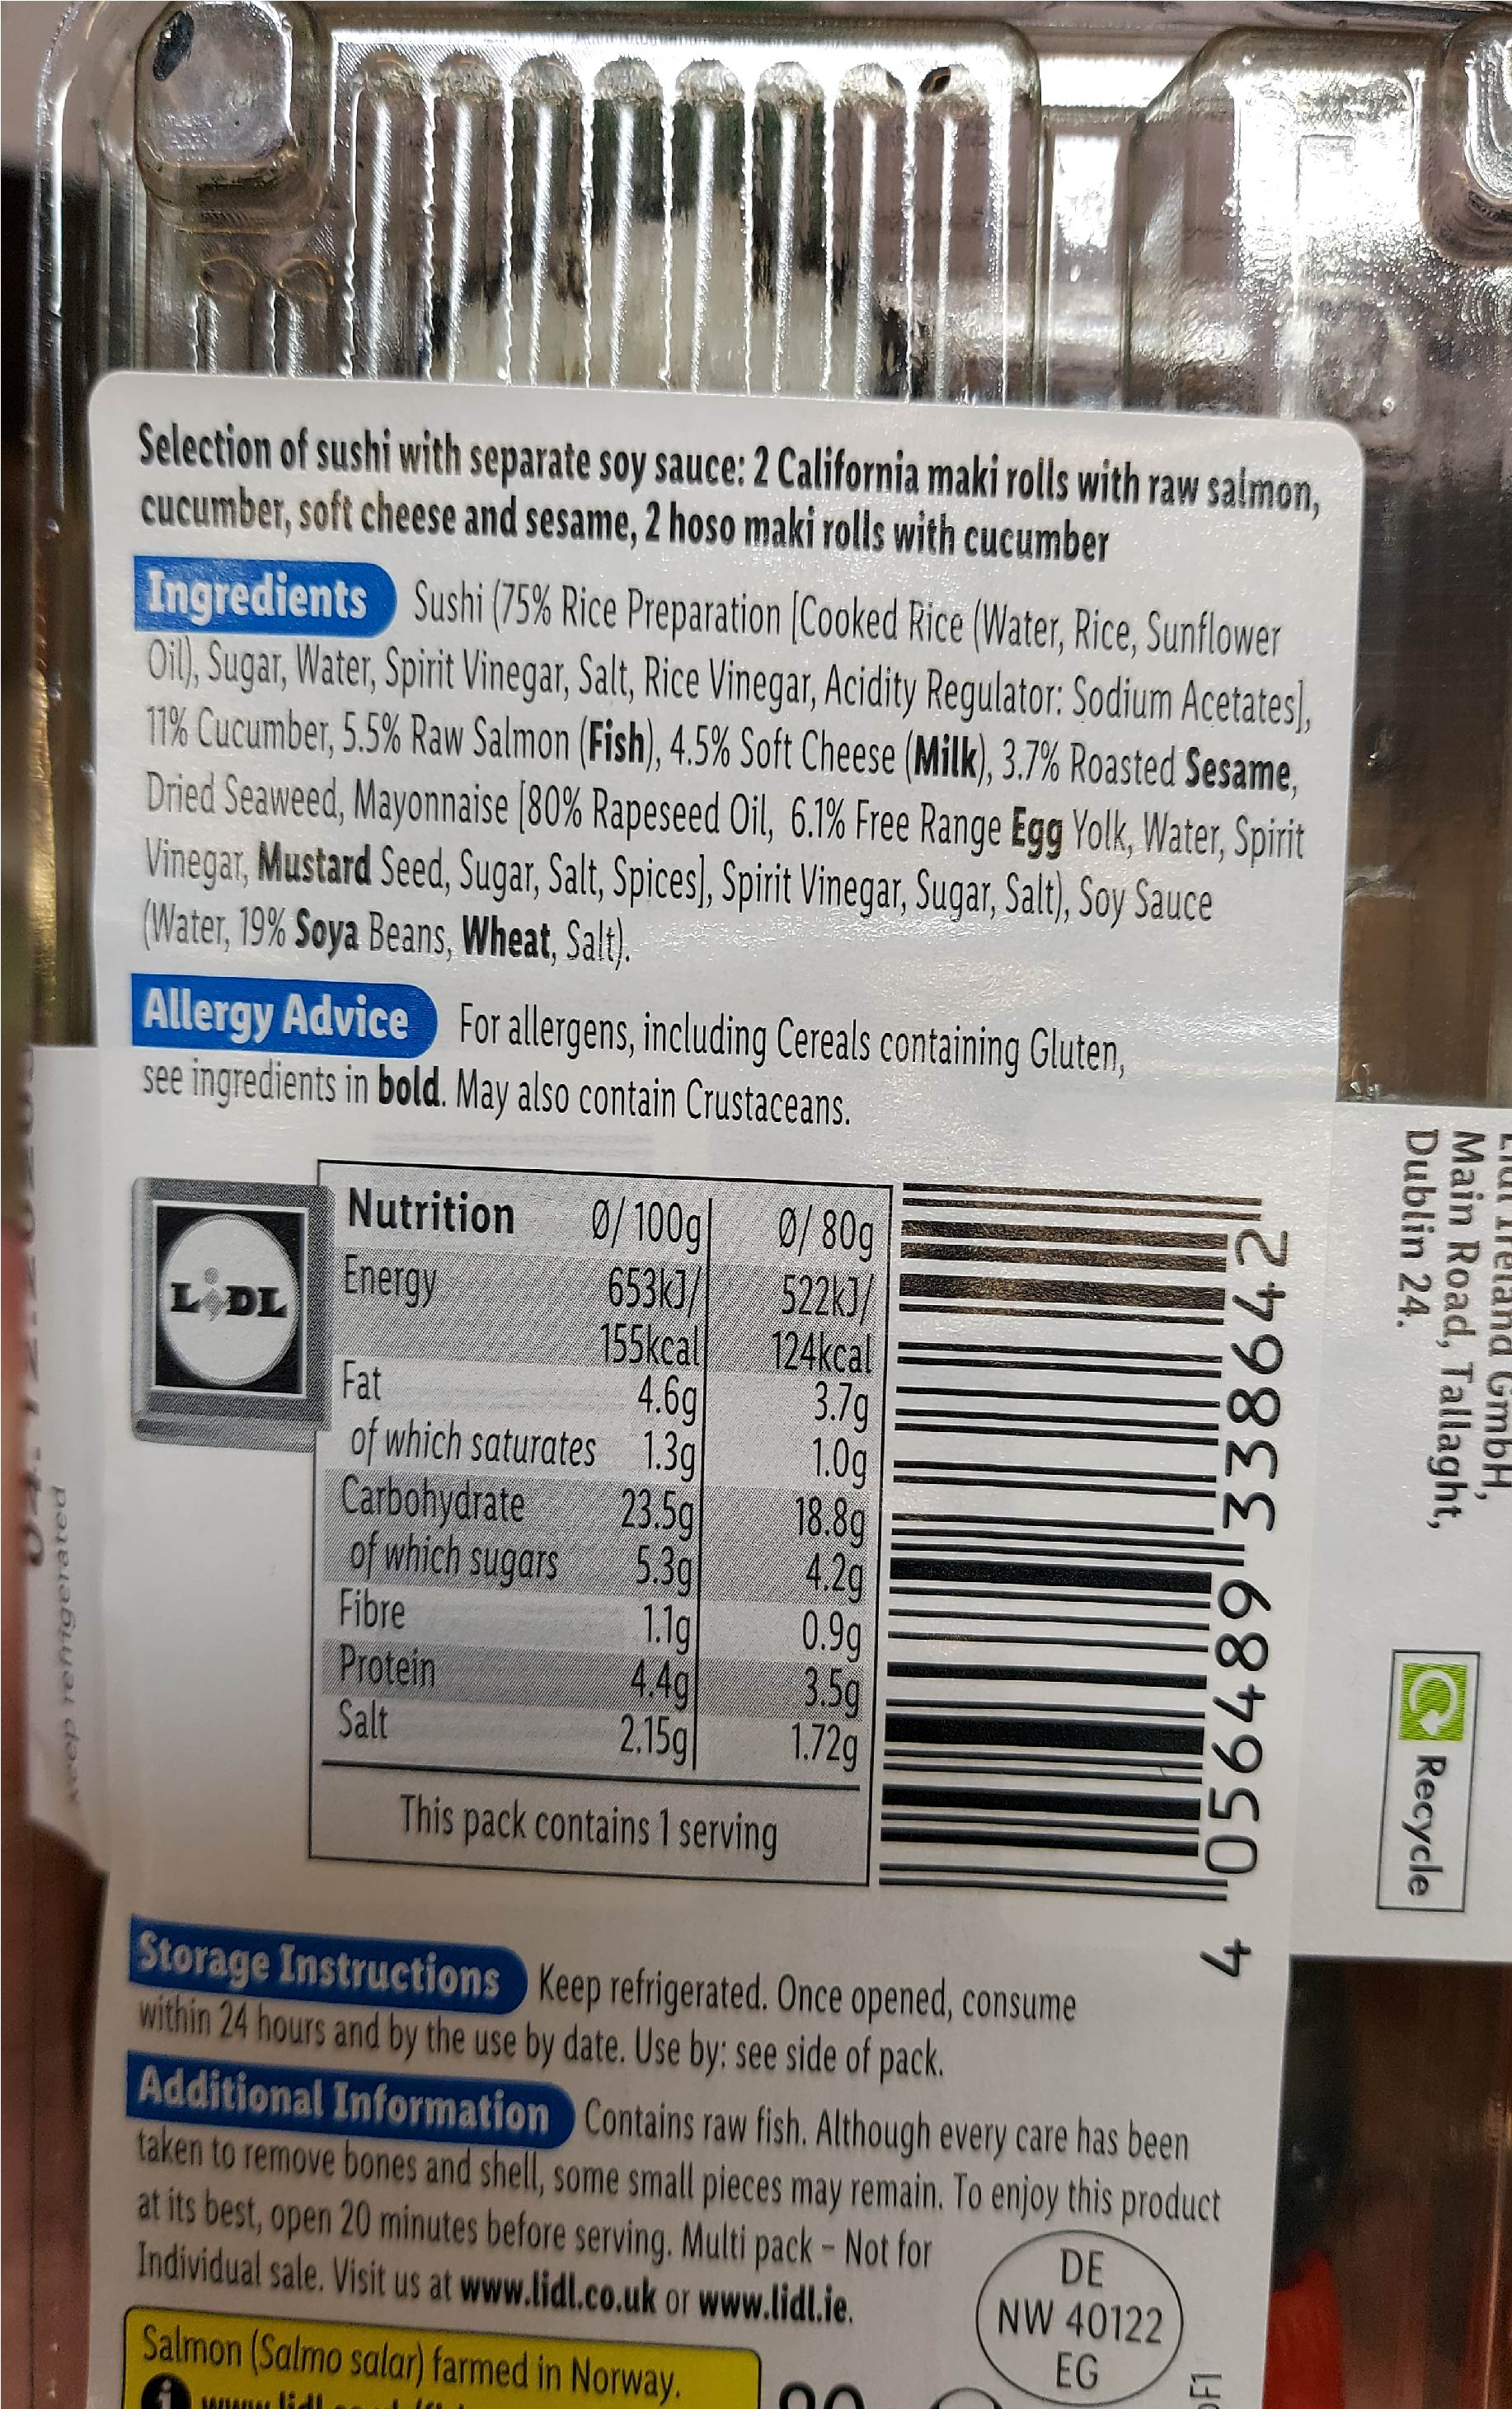 Selection of sushi with separate soy sauce: 2 California maki rolls with raw salmon,
cucumber, soft cheese and sesame, 2 hoso maki rolls with cucumber
Ingredients Sushi (75% Rice Preparation [Cooked Rice (Water, Rice, Sunflower
Oil), Sugar, Water, Spirit Vinegar, Salt, Rice Vinegar, Acidity Regulator: Sodium Acetates],
11% Cucumber, 5.5% Raw Salmon (Fish), 4.5% Soft Cheese (Milk), 3.7% Roasted Sesame,
Dried Seaweed, Mayonnaise [80% Rapeseed Oil, 6.1% Free Range Egg Yolk, Water, Spirit
Vinegar, Mustard Seed, Sugar, Salt, Spices], Spirit Vinegar, Sugar, Salt), Soy Sauce
(Water, 19% Soya Beans, Wheat, Salt).
Allergy Advice For allergens, including Cereals containing Gluten,
see ingredients in bold. May also contain Crustaceans.
LIDL
Nutrition Ø/100g Ø/80g
Energy 653kJ/ 522kJ/
155kcal 124kcal
Fat 4.6g 3.7g
of which saturates 1.3g 1.0g
Carbohydrate 23.5g 18.8g
of which sugars 5.3g 4.2g
Fibre 1.1g 0.9g
Protein 4.4g 3.5g
Salt 2.15g 1.72g
This pack contains 1 serving
4 056489 338642
Ireland GmbH,
Main Road, Tallaght,
Dublin 24.
Recycle
keep refrigerated
Storage Instructions Keep refrigerated. Once opened, consume
within 24 hours and by the use by date. Use by: see side of pack.
Additional Information Contains raw fish. Although every care has been
taken to remove bones and shell, some small pieces may remain. To enjoy this product
at its best, open 20 minutes before serving. Multi pack – Not for
Individual sale. Visit us at www.lidl.co.uk or www.lidl.ie.
DE
NW 40122
EG
Salmon (Salmo salar) farmed in Norway.